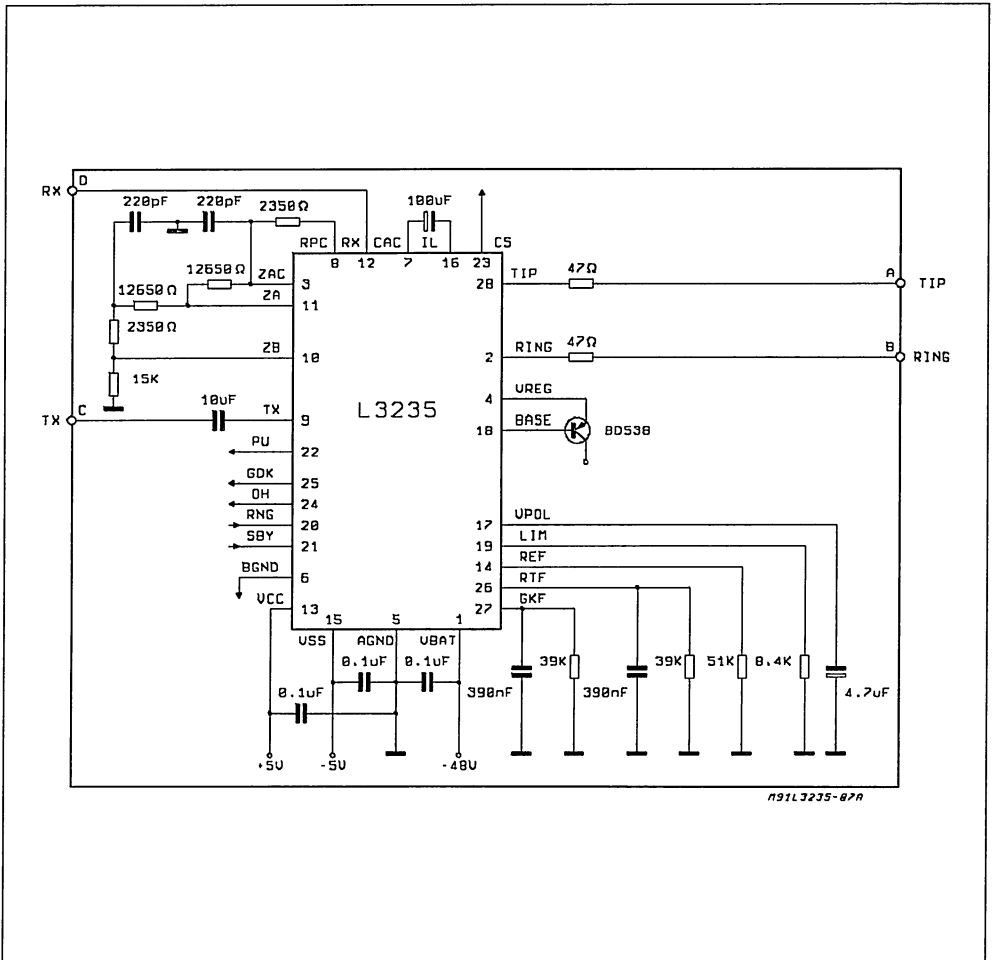 D
RX
220pF 220pF 2350Ω 100uF
RPC RX CAC IL CS
8 12 7 16 23
12650Ω ZAC 3 28 TIP 47Ω A TIP
12650Ω ZA 11
2350Ω
ZB 10 2 RING 47Ω B RING
15K
4 VREG
L3235
18 BASE BD538
C TX 10uF TX 9
PU 22
GDK 25
OH 24
RNG 20
SBY 21
17 VPOL
19 LIM
14 REF
26 RTF
27 GKF
BGND 6
VCC 13
15 5 1
VSS AGND VBAT
0.1uF 0.1uF
0.1uF
390nF 39K 390nF 39K 51K 8.4K 4.7uF
+5V -5V -48V
M91L3235-07A